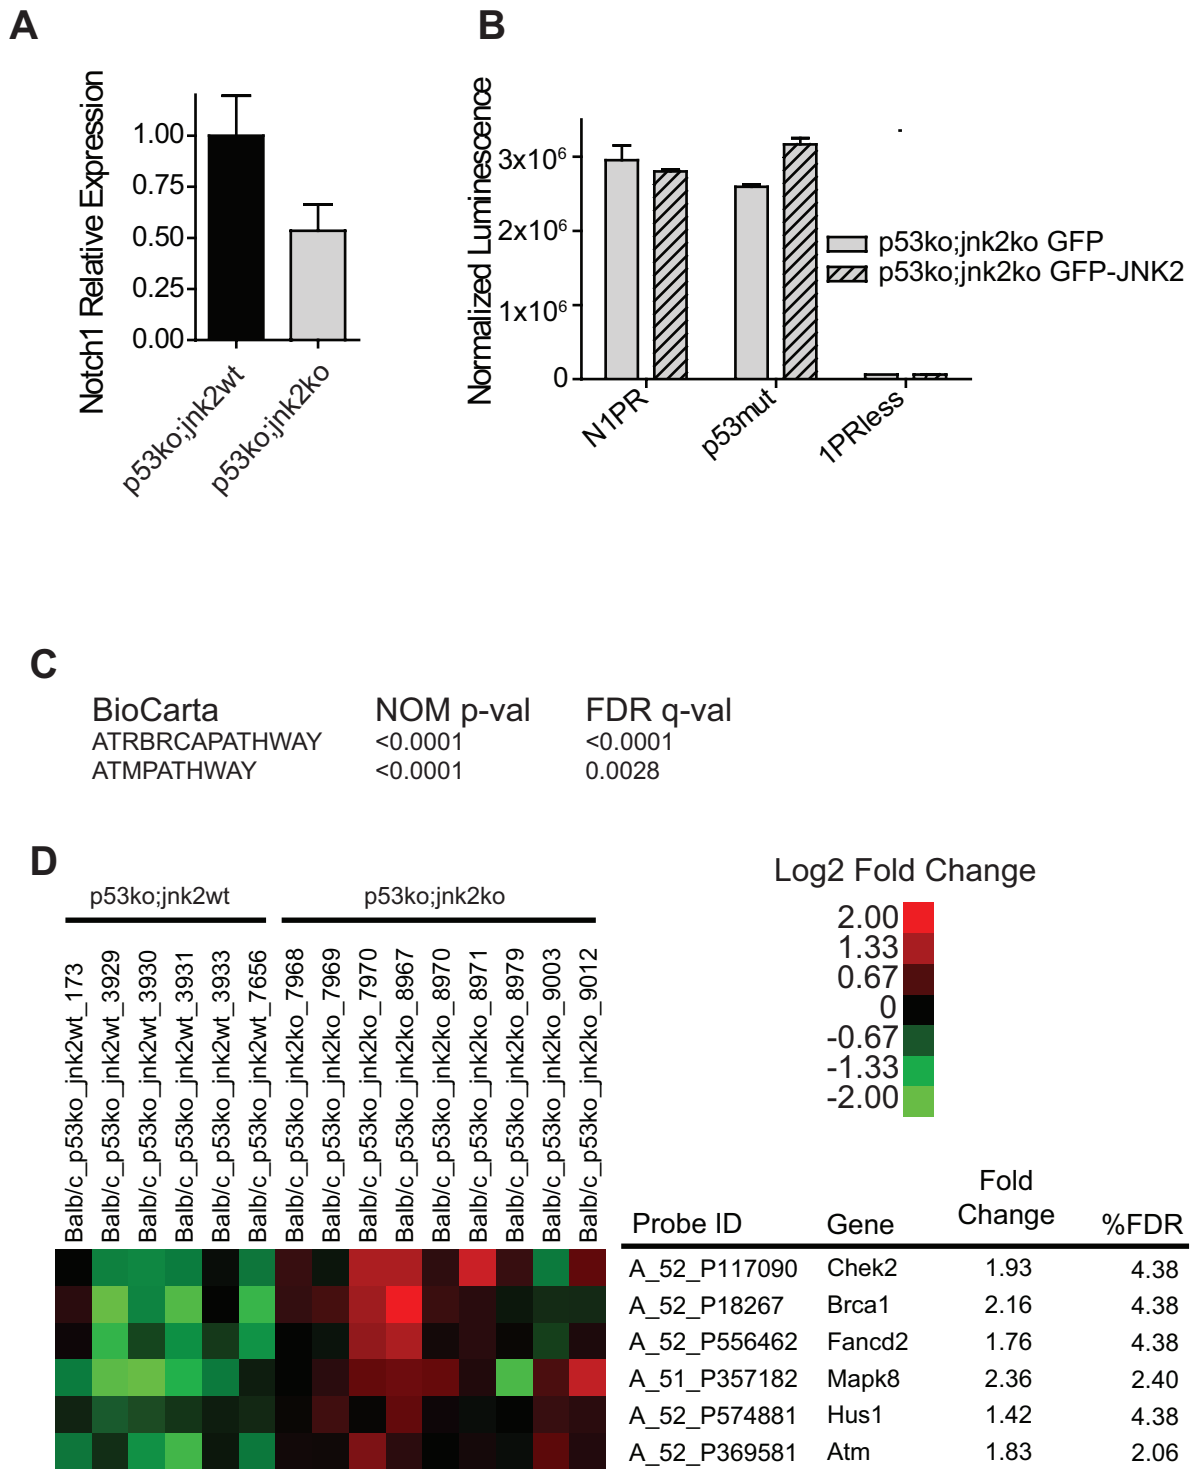 A
Notch1 Relative Expression
1.00
0.75
0.50
0.25
0.00
p53ko;jnk2wt
p53ko;jnk2ko
B
Normalized Luminescence
3x10⁶
2x10⁶
1x10⁶
0
N1PR
p53mut
1PRless
p53ko;jnk2ko GFP
p53ko;jnk2ko GFP-JNK2
C
BioCarta NOM p-val FDR q-val
ATRBRCAPATHWAY <0.0001 <0.0001
ATMPATHWAY <0.0001 0.0028
D
p53ko;jnk2wt p53ko;jnk2ko
Balb/c_p53ko_jnk2wt_173
Balb/c_p53ko_jnk2wt_3929
Balb/c_p53ko_jnk2wt_3930
Balb/c_p53ko_jnk2wt_3931
Balb/c_p53ko_jnk2wt_3933
Balb/c_p53ko_jnk2wt_7656
Balb/c_p53ko_jnk2ko_7968
Balb/c_p53ko_jnk2ko_7969
Balb/c_p53ko_jnk2ko_7970
Balb/c_p53ko_jnk2ko_8967
Balb/c_p53ko_jnk2ko_8970
Balb/c_p53ko_jnk2ko_8971
Balb/c_p53ko_jnk2ko_8979
Balb/c_p53ko_jnk2ko_9003
Balb/c_p53ko_jnk2ko_9012
Log2 Fold Change
2.00
1.33
0.67
0
-0.67
-1.33
-2.00
Probe ID Gene Fold Change %FDR
A_52_P117090 Chek2 1.93 4.38
A_52_P18267 Brca1 2.16 4.38
A_52_P556462 Fancd2 1.76 4.38
A_51_P357182 Mapk8 2.36 2.40
A_52_P574881 Hus1 1.42 4.38
A_52_P369581 Atm 1.83 2.06